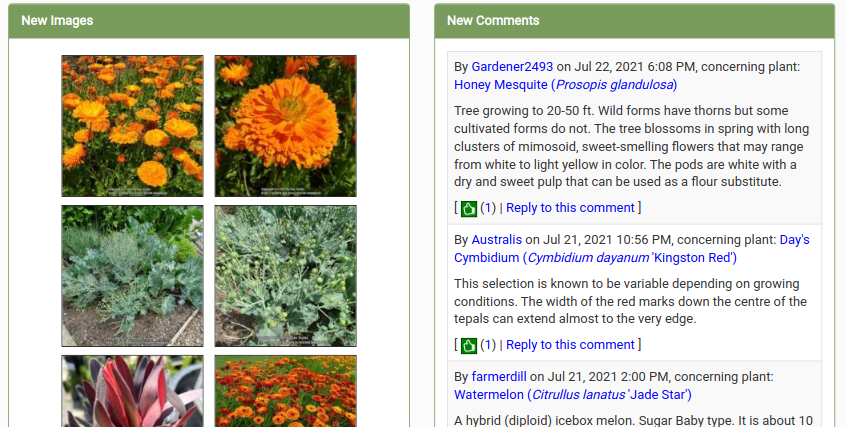 New Images
New Comments
By Gardener2493 on Jul 22, 2021 6:08 PM, concerning plant:
Honey Mesquite (Prosopis glandulosa)
Tree growing to 20-50 ft. Wild forms have thorns but some
cultivated forms do not. The tree blossoms in spring with long
clusters of mimosoid, sweet-smelling flowers that may range
from white to light yellow in color. The pods are white with a
dry and sweet pulp that can be used as a flour substitute.
[ (1) | Reply to this comment ]
By Australis on Jul 21, 2021 10:56 PM, concerning plant: Day's
Cymbidium (Cymbidium dayanum 'Kingston Red')
This selection is known to be variable depending on growing
conditions. The width of the red marks down the centre of the
tepals can extend almost to the very edge.
[ (1) | Reply to this comment ]
By farmerdill on Jul 21, 2021 2:00 PM, concerning plant:
Watermelon (Citrullus lanatus 'Jade Star')
A hybrid (diploid) icebox melon. Sugar Baby type. It is about 10